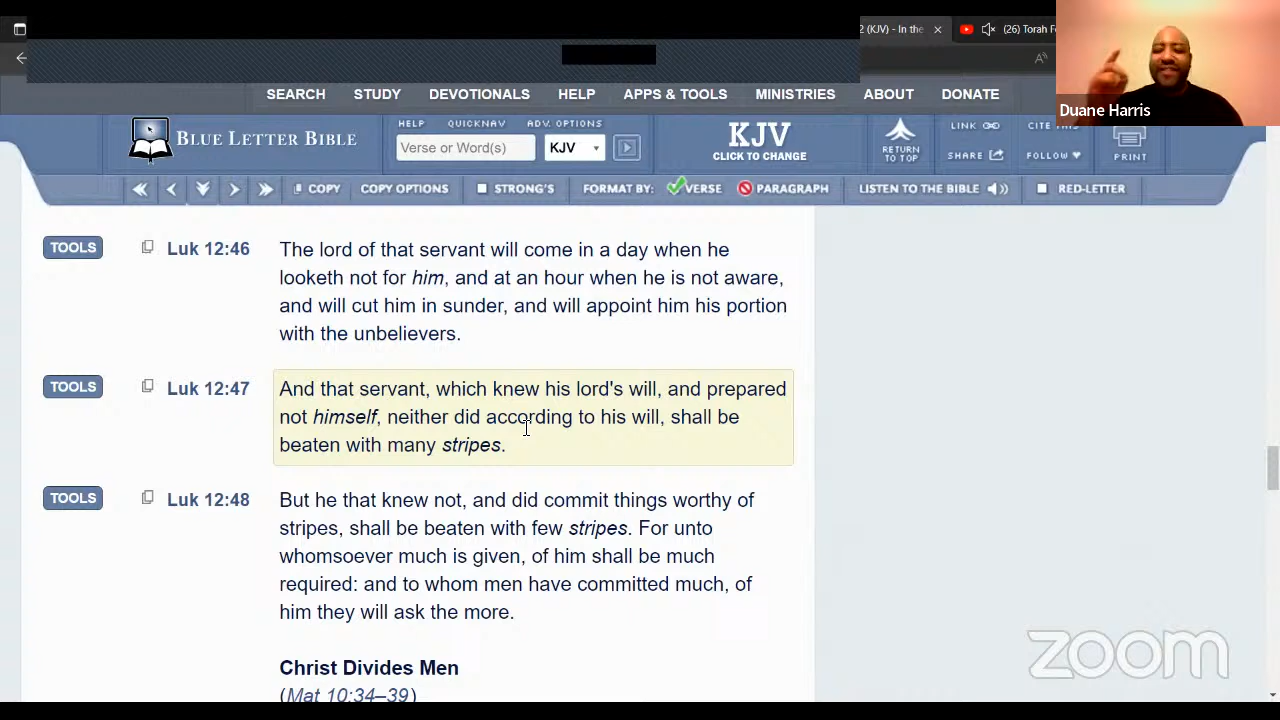 2 (KJV) - In the
(26) Torah Fo
Duane Harris
SEARCH STUDY DEVOTIONALS HELP APPS & TOOLS MINISTRIES ABOUT DONATE
BLUE LETTER BIBLE
HELP QUICKNAV ADV. OPTIONS
Verse or Word(s)
KJV
KJV
CLICK TO CHANGE
RETURN
TO TOP
LINK
CITE THIS
SHARE
FOLLOW
PRINT
COPY COPY OPTIONS STRONG'S FORMAT BY: VERSE PARAGRAPH LISTEN TO THE BIBLE RED-LETTER
TOOLS Luk 12:46 The lord of that servant will come in a day when he
looketh not for him, and at an hour when he is not aware,
and will cut him in sunder, and will appoint him his portion
with the unbelievers.
TOOLS Luk 12:47 And that servant, which knew his lord's will, and prepared
not himself, neither did according to his will, shall be
beaten with many stripes.
TOOLS Luk 12:48 But he that knew not, and did commit things worthy of
stripes, shall be beaten with few stripes. For unto
whomsoever much is given, of him shall be much
required: and to whom men have committed much, of
him they will ask the more.
Christ Divides Men
(Mat 10:34–39)
zoom